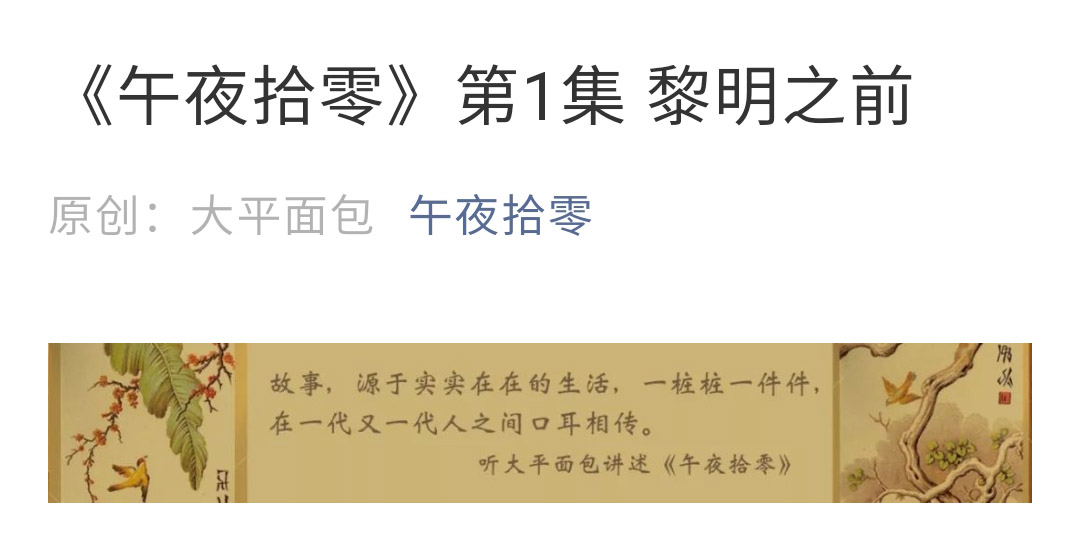 《午夜拾零》第1集 黎明之前
原创： 大平面包 午夜拾零
故事，源于实实在在的生活，一桩桩一件件，
在一代又一代人之间口耳相传。
听大平面包讲述《午夜拾零》